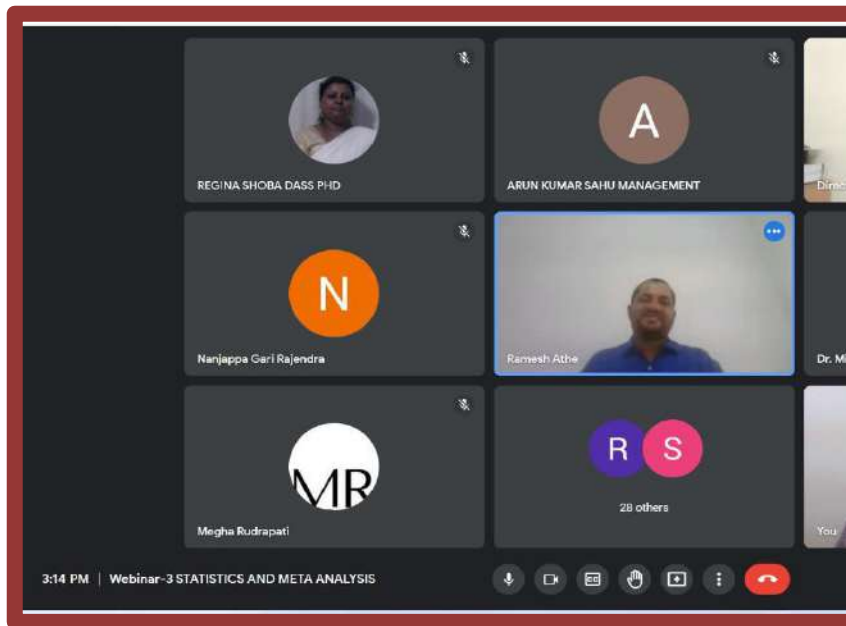 A
REGINA SHOBA DASS PHD
ARUN KUMAR SAHU MANAGEMENT
N
Nanjappa Gari Rajendra
Ramesh Athe
Dr. Mi
MR
R S
28 others
Megha Rudrapati
You
3:14 PM | Webinar-3 STATISTICS AND META ANALYSIS